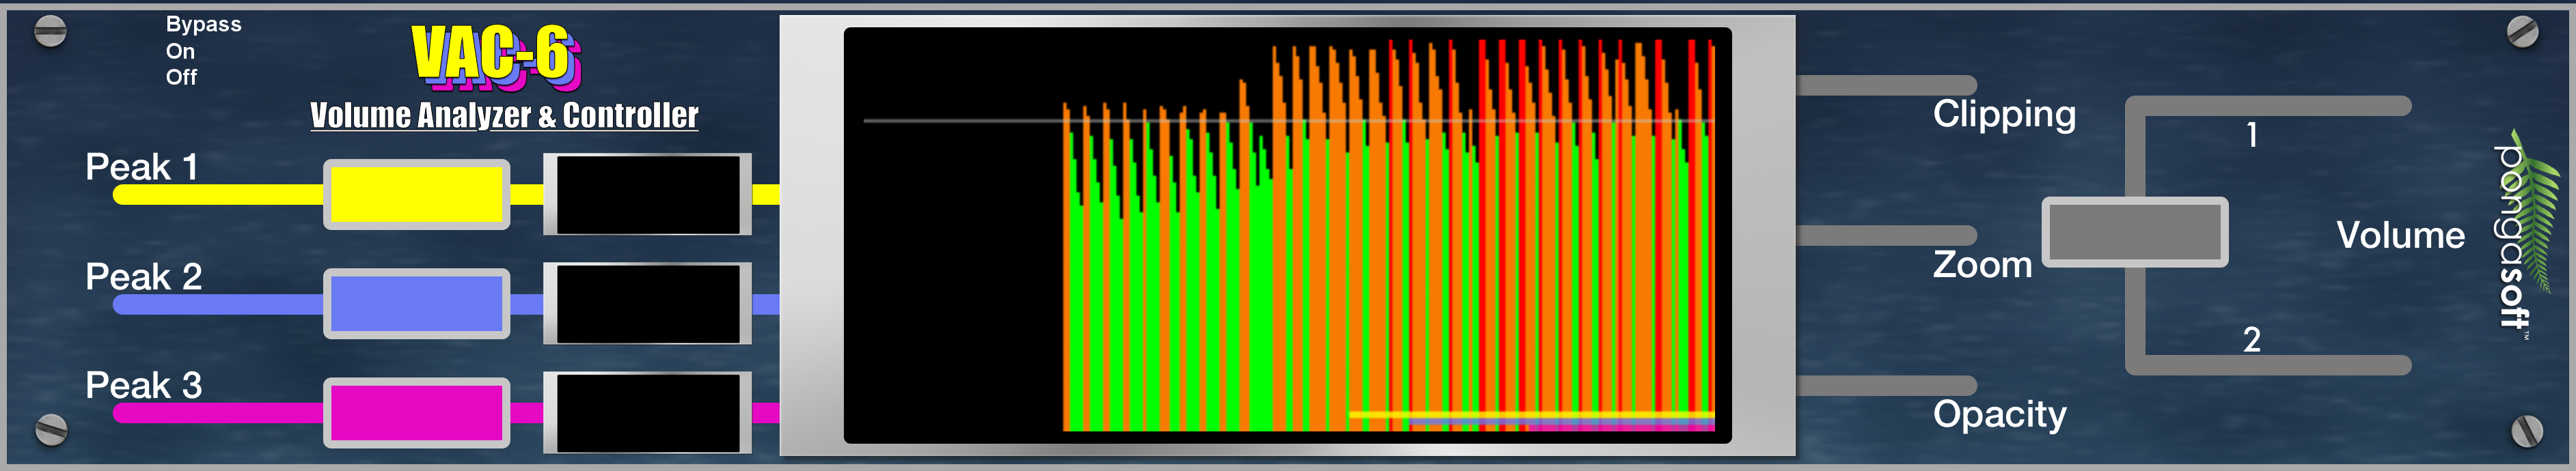 Bypass
On
Off
VAC-6
Volume Analyzer & Controller
Peak 1
Peak 2
Peak 3
Clipping
Zoom
Opacity
1
2
Volume
pongasoft™